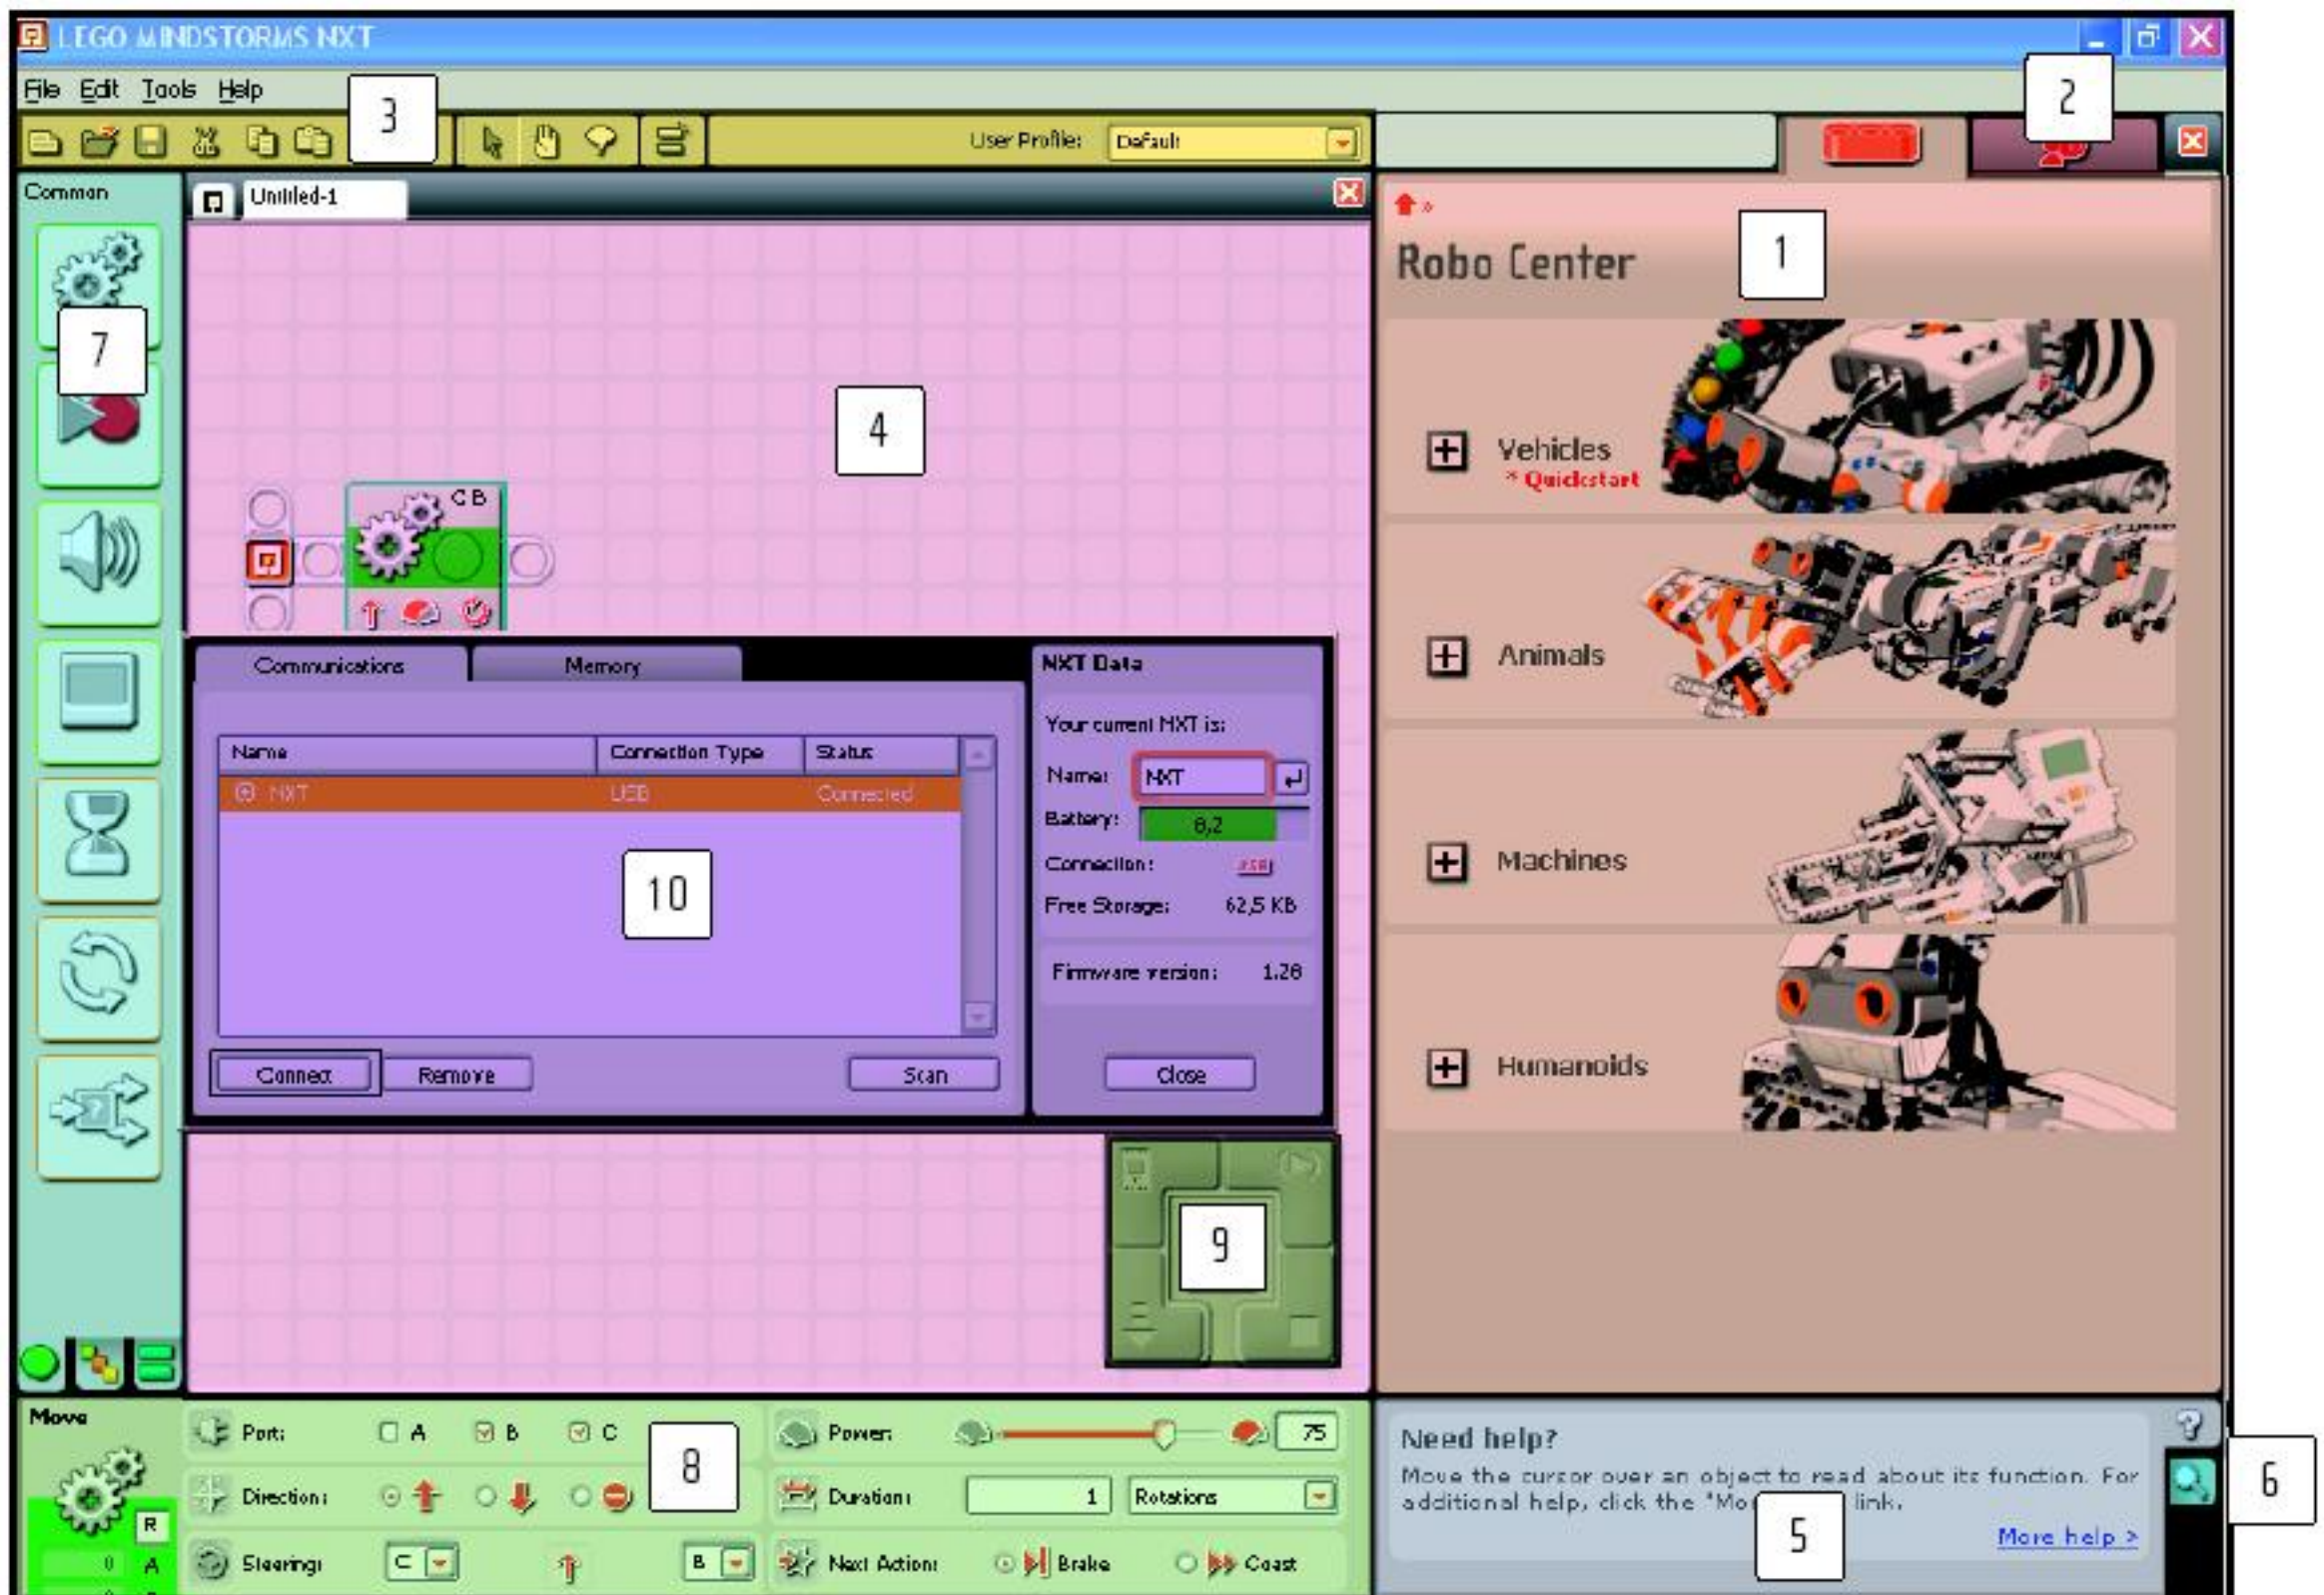 LEGO MINDSTORMS NXT
File Edit Tools Help
3
2
User Profile: Default
Common
Untitled-1
1
Robo Center
7
4
Vehicles
* Quickstart
C B
Animals
Communications Memory
NXT Data
Your current NXT is:
Name Connection Type Status
Name: NXT
NXT USB Connected
Battery: 8,2
Connection: USB
10
Free Storage: 62,5 KB
Machines
Firmware version: 1.28
Connect Remove Scan Close
Humanoids
9
Move
Port: A B C
8
Power: 75
Direction:
Duration: 1 Rotations
R
Steering: C B
Next Action: Brake Coast
0 A
Need help?
Move the cursor over an object to read about its function. For
additional help, click the "Mo link.
More help >
5
6